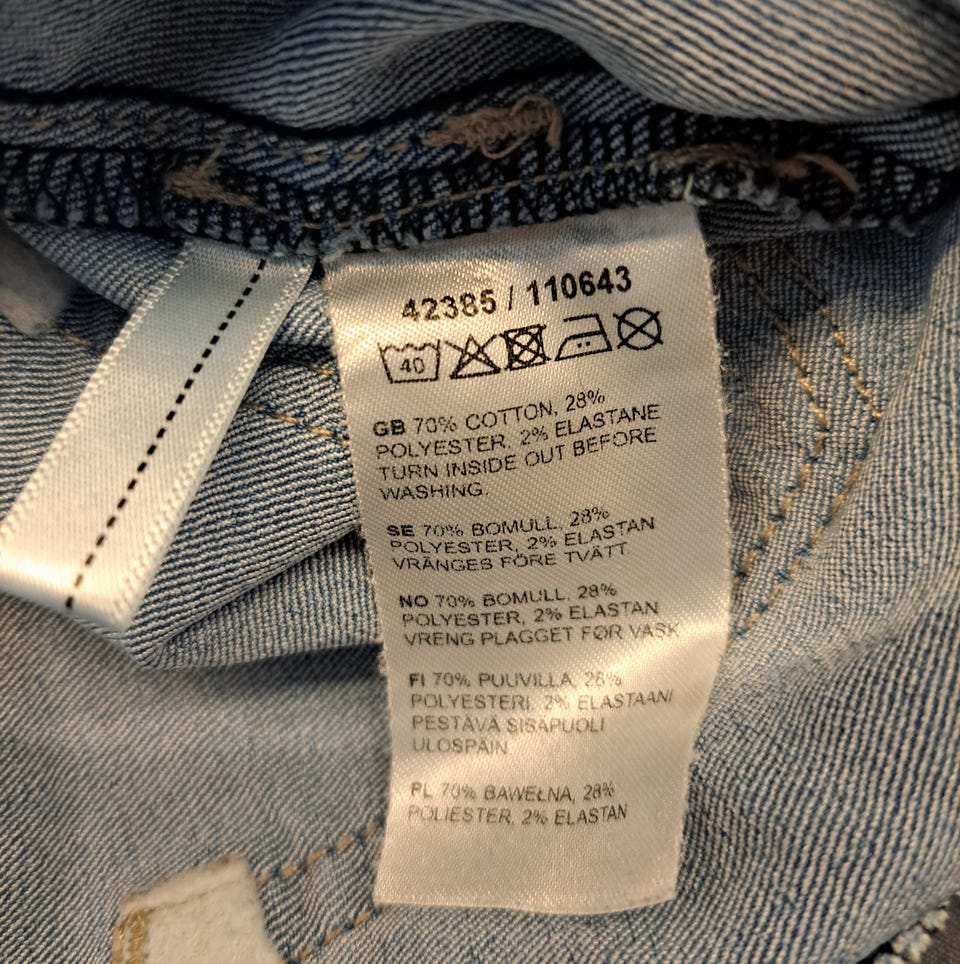 42385 / 110643
40
GB 70% COTTON, 28%
POLYESTER, 2% ELASTANE
TURN INSIDE OUT BEFORE
WASHING.
SE 70% BOMULL, 28%
POLYESTER, 2% ELASTAN
VRÄNGES FÖRE TVÄTT
NO 70% BOMULL, 28%
POLYESTER, 2% ELASTAN
VRENG PLAGGET FØR VASK
FI 70% PUUVILLA, 28%
POLYESTERI, 2% ELASTAANI
PESTÄVÄ SISÄPUOLI
ULOSPÄIN
PL 70% BAWEŁNA, 28%
POLIESTER, 2% ELASTAN